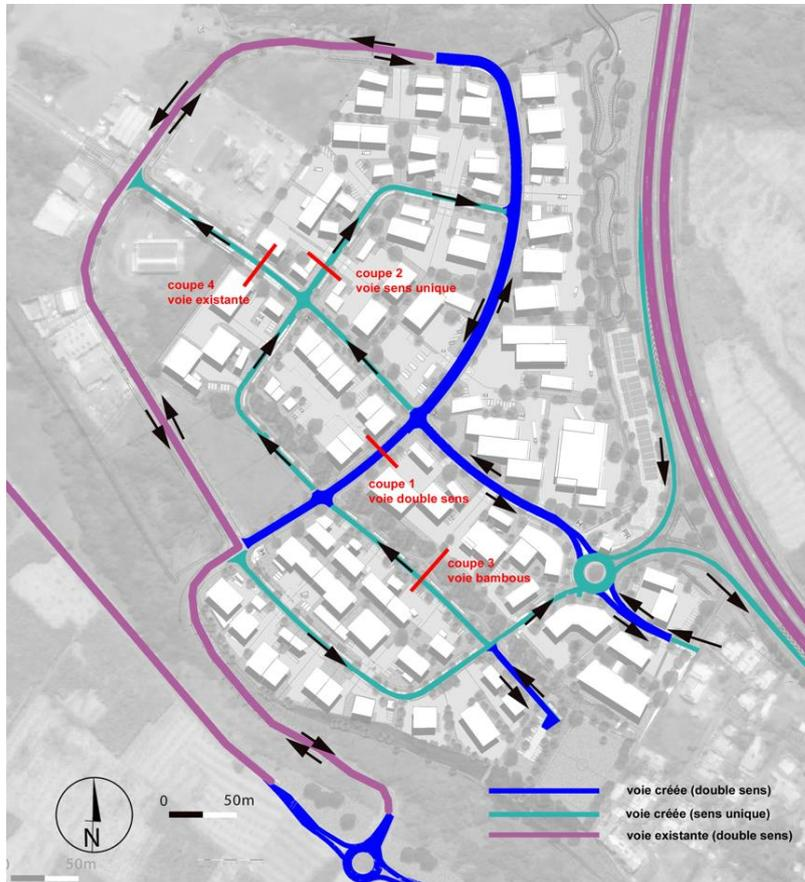 coupe 2
voie sens unique
coupe 4
voie existante
coupe 1
voie double sens
coupe 3
voie bambous
0 50m
N
voie créée (double sens)
voie créée (sens unique)
voie existante (double sens)
0 50m